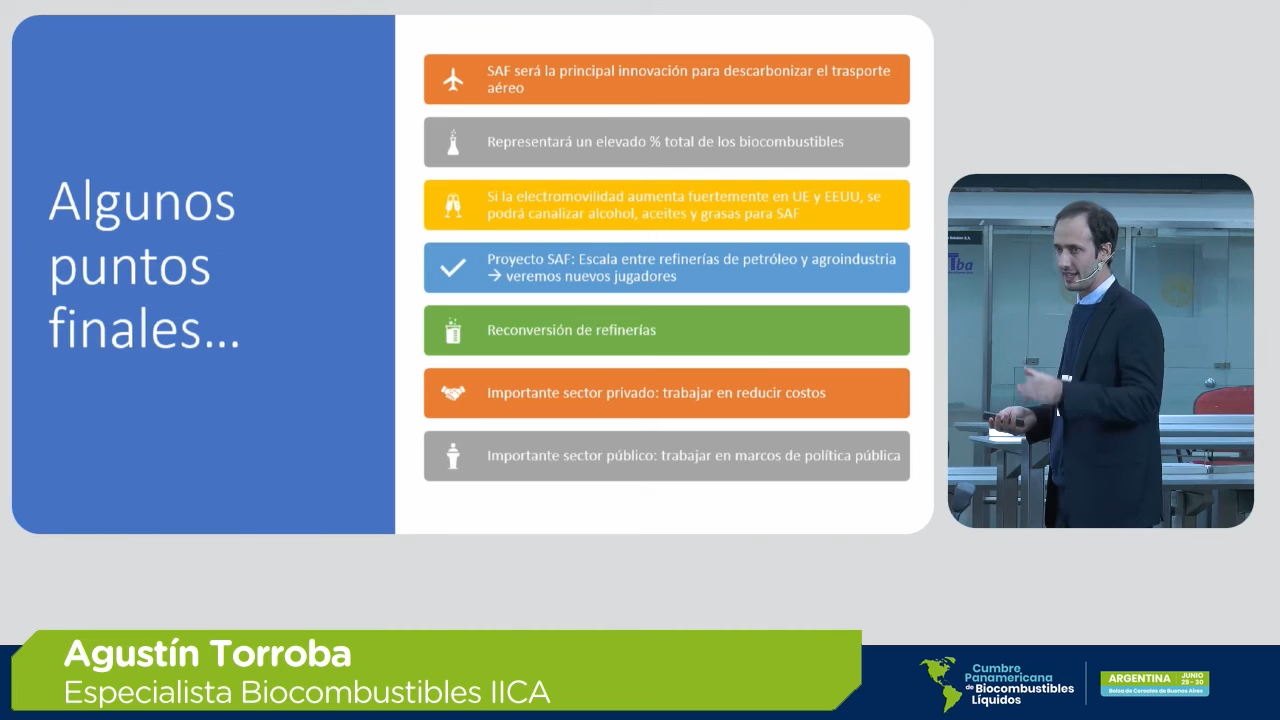 Algunos
puntos
finales...
SAF será la principal innovación para descarbonizar el trasporte
aéreo
Representará un elevado % total de los biocombustibles
Si la electromovilidad aumenta fuertemente en UE y EEUU, se
podrá canalizar alcohol, aceites y grasas para SAF
Proyecto SAF: Escala entre refinerías de petróleo y agroindustria
→ veremos nuevos jugadores
Reconversión de refinerías
Importante sector privado: trabajar en reducir costos
Importante sector público: trabajar en marcos de política pública
Agustín Torroba
Especialista Biocombustibles IICA
Cumbre
Panamericana
de Biocombustibles
Líquidos
ARGENTINA
JUNIO
29 - 30
Bolsa de Cereales de Buenos Aires